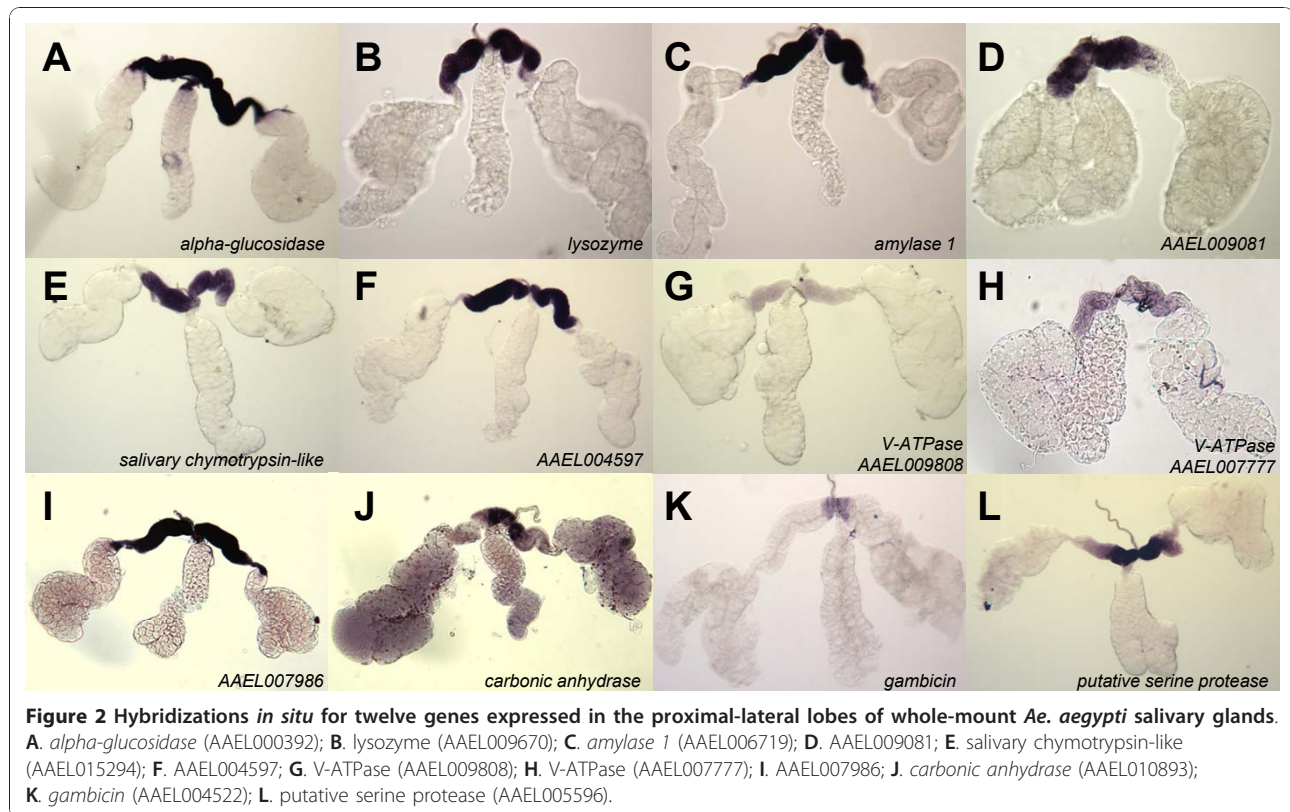 A
alpha-glucosidase
B
lysozyme
C
amylase 1
D
AAEL009081
E
salivary chymotrypsin-like
F
AAEL004597
G
V-ATPase
AAEL009808
H
V-ATPase
AAEL007777
I
AAEL007986
J
carbonic anhydrase
K
gambicin
L
putative serine protease
Figure 2 Hybridizations in situ for twelve genes expressed in the proximal-lateral lobes of whole-mount Ae. aegypti salivary glands.
A. alpha-glucosidase (AAEL000392); B. lysozyme (AAEL009670); C. amylase 1 (AAEL006719); D. AAEL009081; E. salivary chymotrypsin-like
(AAEL015294); F. AAEL004597; G. V-ATPase (AAEL009808); H. V-ATPase (AAEL007777); I. AAEL007986; J. carbonic anhydrase (AAEL010893);
K. gambicin (AAEL004522); L. putative serine protease (AAEL005596).